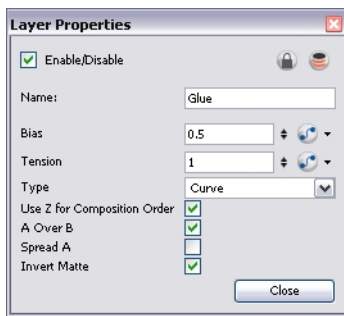 Layer Properties
Enable/Disable
Name: Glue
Bias 0.5
Tension 1
Type Curve
Use Z for Composition Order
A Over B
Spread A
Invert Matte
Close